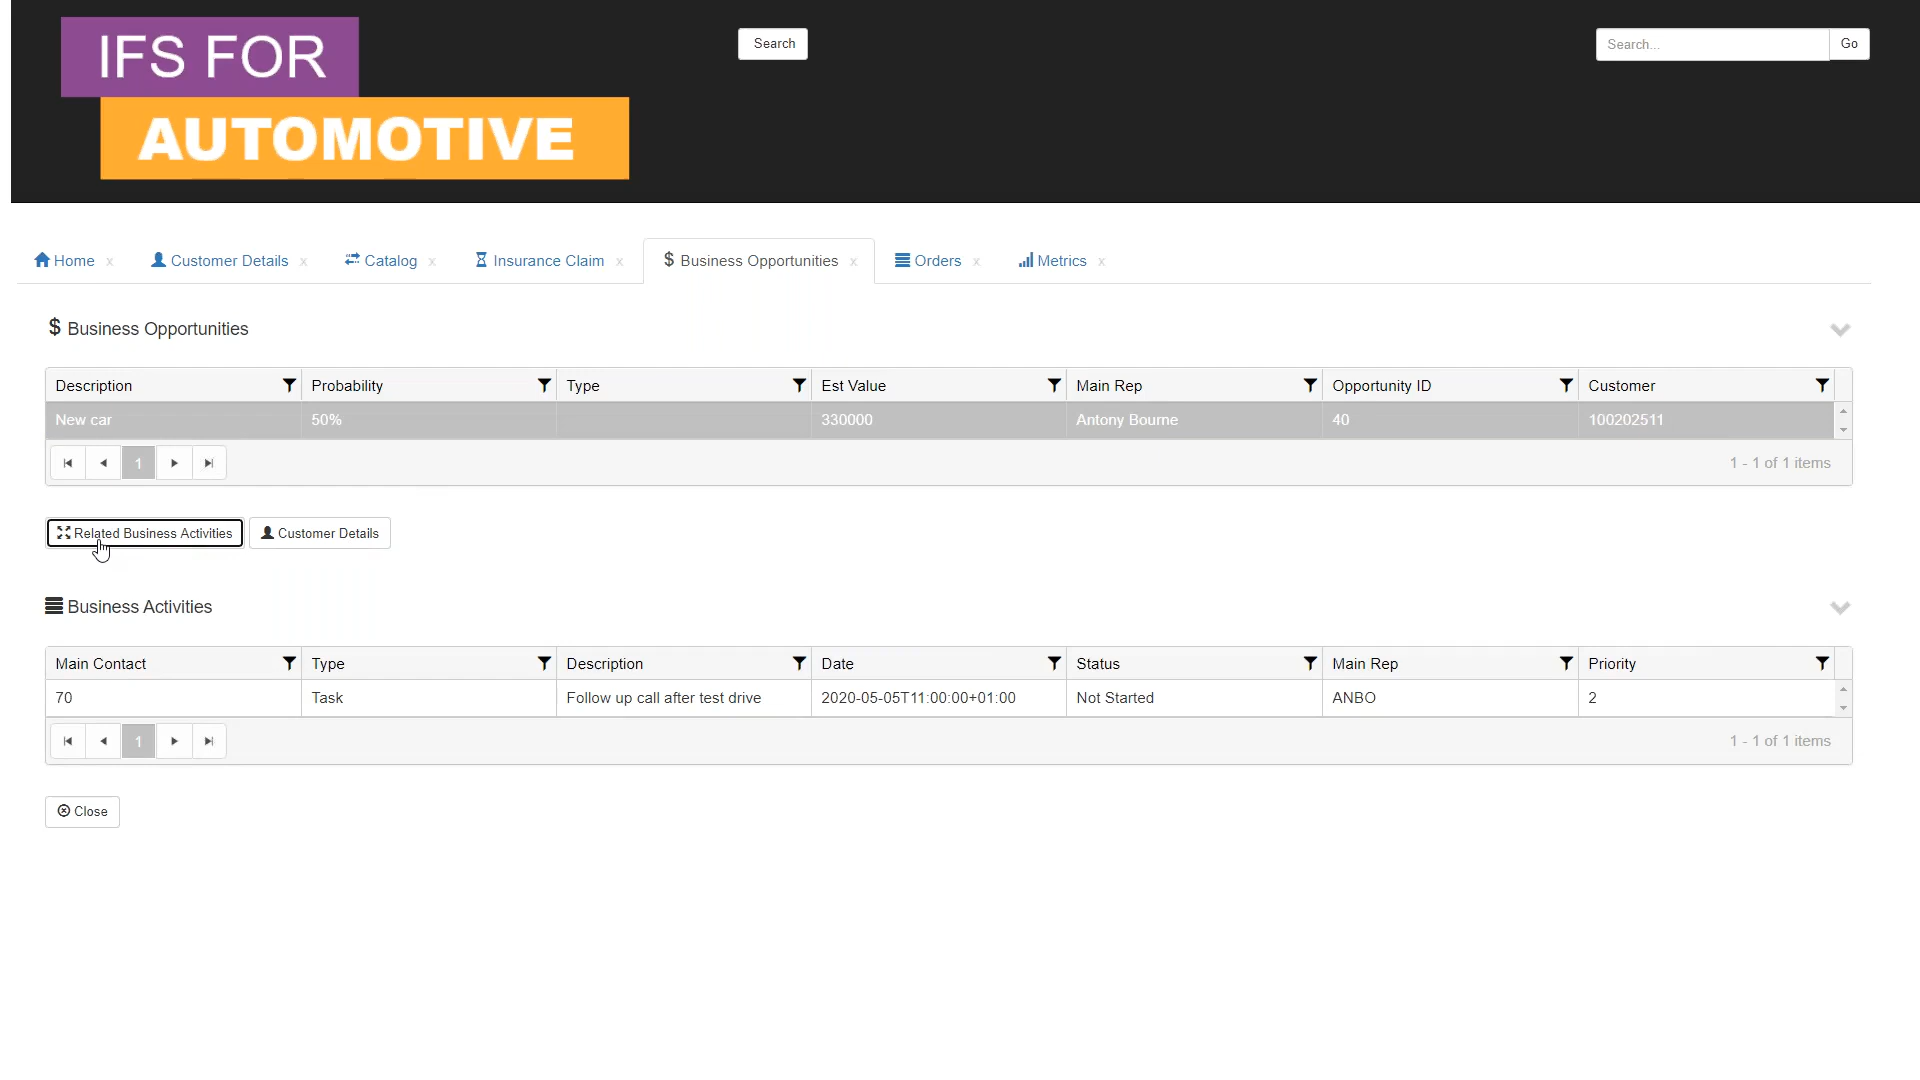 IFS FOR
AUTOMOTIVE
Search
Search...
Go
Home x
Customer Details x
Catalog x
Insurance Claim x
$ Business Opportunities x
Orders x
Metrics x
$ Business Opportunities
Description Probability Type Est Value Main Rep Opportunity ID Customer
New car 50% 330000 Antony Bourne 40 100202511
1
1 - 1 of 1 items
Related Business Activities
Customer Details
Business Activities
Main Contact Type Description Date Status Main Rep Priority
70 Task Follow up call after test drive 2020-05-05T11:00:00+01:00 Not Started ANBO 2
1
1 - 1 of 1 items
Close